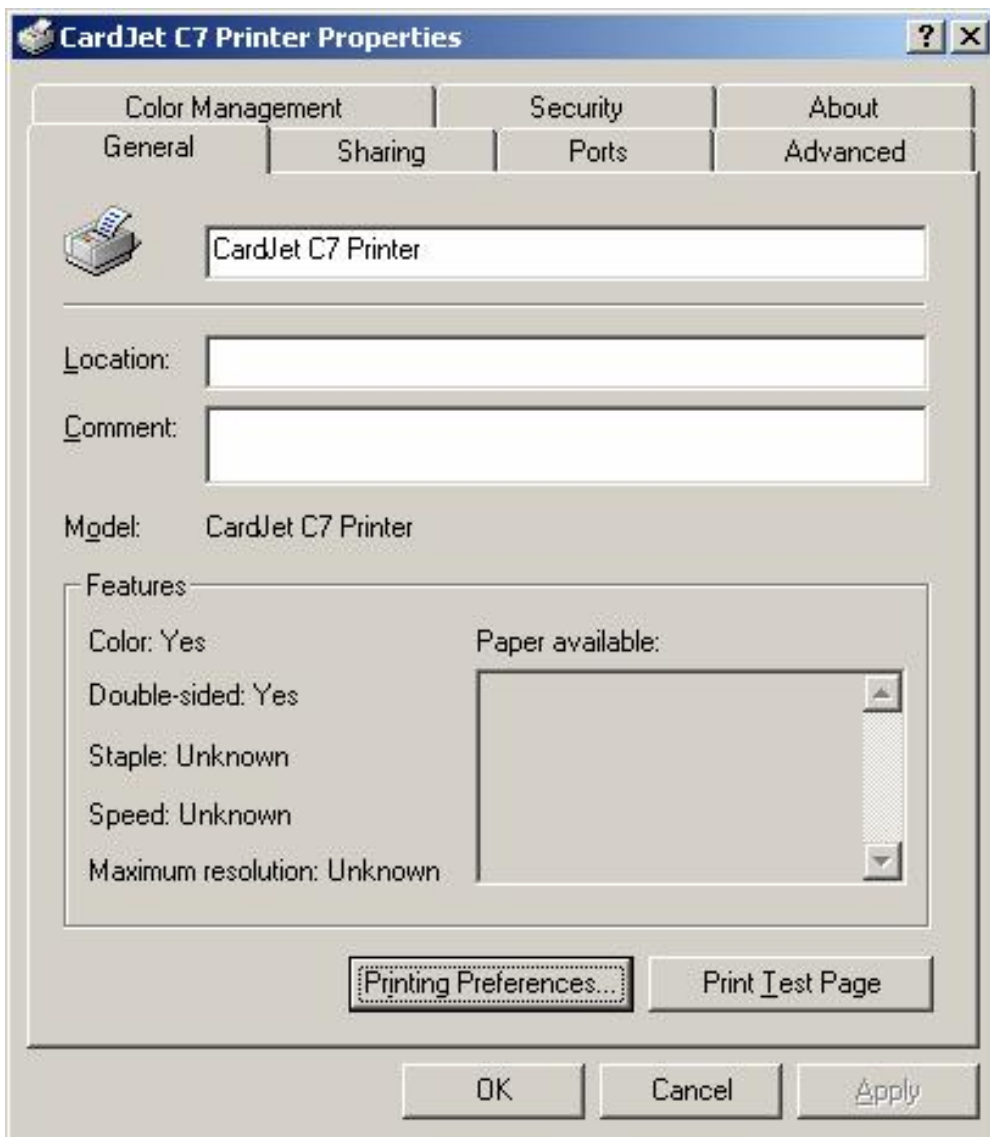 CardJet C7 Printer Properties
Color Management Security About
General Sharing Ports Advanced
CardJet C7 Printer
Location:
Comment:
Model: CardJet C7 Printer
Features
Color: Yes Paper available:
Double-sided: Yes
Staple: Unknown
Speed: Unknown
Maximum resolution: Unknown
Printing Preferences... Print Test Page
OK Cancel Apply